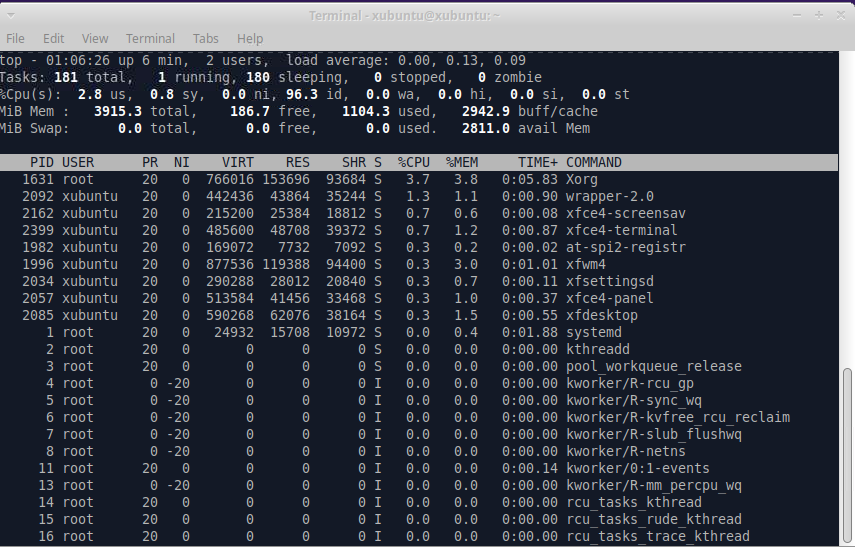 Terminal - xubuntu@xubuntu: ~
File Edit View Terminal Tabs Help
top - 01:06:26 up 6 min,  2 users,  load average: 0.00, 0.13, 0.09
Tasks: 181 total,   1 running, 180 sleeping,   0 stopped,   0 zombie
%Cpu(s):  2.8 us,  0.8 sy,  0.0 ni, 96.3 id,  0.0 wa,  0.0 hi,  0.0 si,  0.0 st
MiB Mem :   3915.3 total,    186.7 free,   1104.3 used,   2942.9 buff/cache
MiB Swap:      0.0 total,      0.0 free,      0.0 used.   2811.0 avail Mem
PID USER      PR  NI    VIRT    RES    SHR S  %CPU  %MEM     TIME+ COMMAND
1631 root      20   0  766016 153696  93684 S   3.7   3.8   0:05.83 Xorg
2092 xubuntu   20   0  442436  43864  35244 S   1.3   1.1   0:00.90 wrapper-2.0
2162 xubuntu   20   0  215200  25384  18812 S   0.7   0.6   0:00.08 xfce4-screensav
2399 xubuntu   20   0  485600  48708  39372 S   0.7   1.2   0:00.87 xfce4-terminal
1982 xubuntu   20   0  169072   7732   7092 S   0.3   0.2   0:00.02 at-spi2-registr
1996 xubuntu   20   0  877536 119388  94400 S   0.3   3.0   0:01.01 xfwm4
2034 xubuntu   20   0  290288  28012  20840 S   0.3   0.7   0:00.11 xfsettingsd
2057 xubuntu   20   0  513584  41456  33468 S   0.3   1.0   0:00.37 xfce4-panel
2085 xubuntu   20   0  590268  62076  38164 S   0.3   1.5   0:00.55 xfdesktop
1 root      20   0   24932  15708  10972 S   0.0   0.4   0:01.88 systemd
2 root      20   0       0      0      0 S   0.0   0.0   0:00.00 kthreadd
3 root      20   0       0      0      0 S   0.0   0.0   0:00.00 pool_workqueue_release
4 root       0 -20       0      0      0 I   0.0   0.0   0:00.00 kworker/R-rcu_gp
5 root       0 -20       0      0      0 I   0.0   0.0   0:00.00 kworker/R-sync_wq
6 root       0 -20       0      0      0 I   0.0   0.0   0:00.00 kworker/R-kvfree_rcu_reclaim
7 root       0 -20       0      0      0 I   0.0   0.0   0:00.00 kworker/R-slub_flushwq
8 root       0 -20       0      0      0 I   0.0   0.0   0:00.00 kworker/R-netns
11 root      20   0       0      0      0 I   0.0   0.0   0:00.14 kworker/0:1-events
13 root       0 -20       0      0      0 I   0.0   0.0   0:00.00 kworker/R-mm_percpu_wq
14 root      20   0       0      0      0 I   0.0   0.0   0:00.00 rcu_tasks_kthread
15 root      20   0       0      0      0 I   0.0   0.0   0:00.00 rcu_tasks_rude_kthread
16 root      20   0       0      0      0 I   0.0   0.0   0:00.00 rcu_tasks_trace_kthread